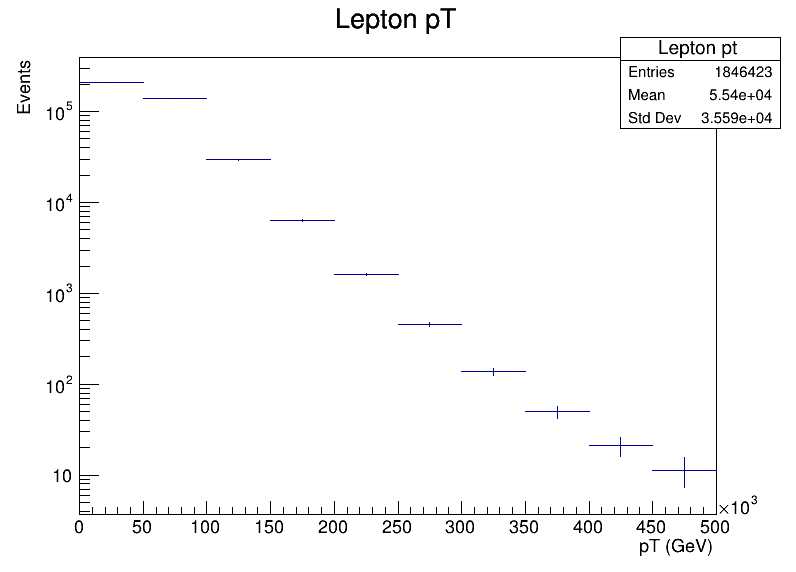 Lepton pT
Lepton pt
Entries 1846423
Mean 5.54e+04
Std Dev 3.559e+04
Events
10^5
10^4
10^3
10^2
10
0 50 100 150 200 250 300 350 400 450 500
×10^3
pT (GeV)